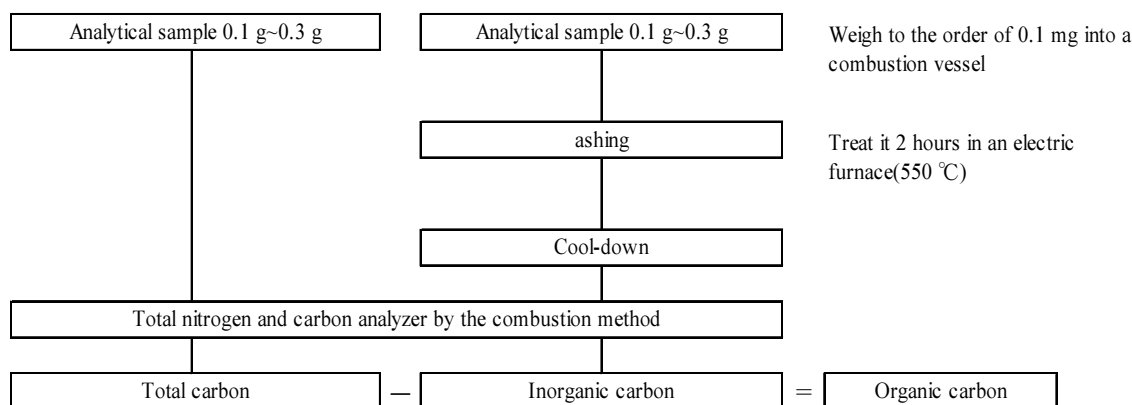 Analytical sample 0.1 g~0.3 g
Analytical sample 0.1 g~0.3 g
Weigh to the order of 0.1 mg into a
combustion vessel
ashing
Treat it 2 hours in an electric
furnace(550 ℃)
Cool-down
Total nitrogen and carbon analyzer by the combustion method
Total carbon
—
Inorganic carbon
=
Organic carbon